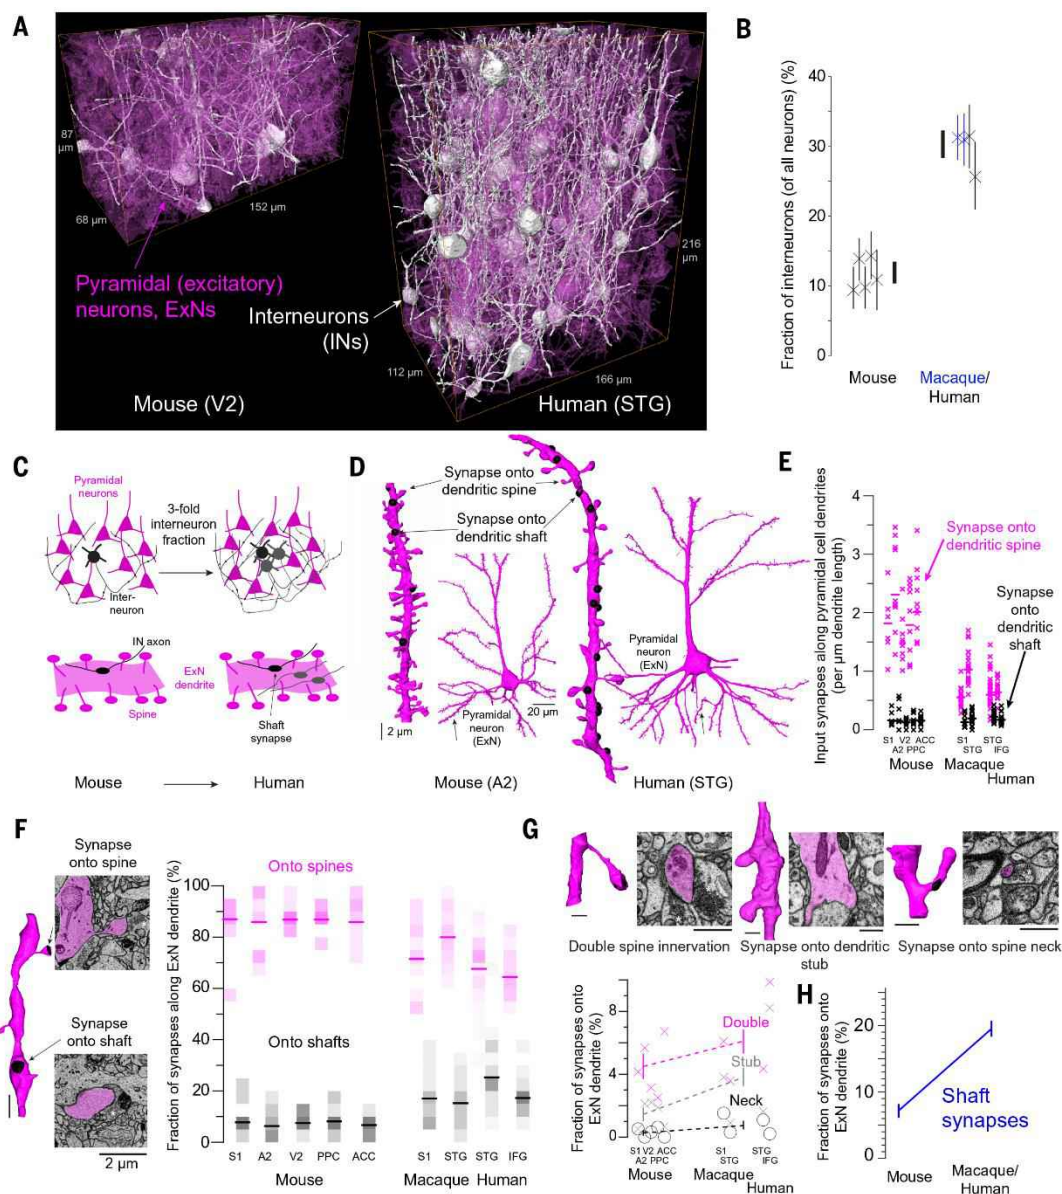 A
87
μm
68 μm
152 μm
Pyramidal (excitatory)
neurons, ExNs
Interneurons
(INs)
Mouse (V2)
216
μm
112 μm
166 μm
Human (STG)
B
Fraction of interneurons (of all neurons) (%)
40
30
20
10
0
Mouse
Macaque/
Human
C
Pyramidal
neurons
3-fold
interneuron
fraction
Inter-
neuron
IN axon
ExN
dendrite
Spine
Shaft
synapse
Mouse
Human
D
Synapse onto
dendritic spine
Synapse onto
dendritic shaft
Pyramidal
neuron
(ExN)
20 μm
2 μm
Mouse (A2)
Pyramidal
neuron
(ExN)
Human (STG)
E
Input synapses along pyramidal cell dendrites
(per μm dendrite length)
4
3
2
1
0
Synapse onto
dendritic spine
Synapse
onto
dendritic
shaft
S1 V2 ACC
A2 PPC
Mouse
S1
STG
Macaque
STG
IFG
Human
F
Synapse
onto spine
Synapse
onto shaft
2 μm
Fraction of synapses along ExN dendrite (%)
Onto spines
Onto shafts
100
90
80
70
60
50
40
30
20
10
0
S1 A2 V2 PPC ACC
Mouse
S1 STG
Macaque
STG IFG
Human
G
Double spine innervation
Synapse onto dendritic
stub
Synapse onto spine neck
Fraction of synapses onto
ExN dendrite (%)
10
8
6
4
2
0
Double
Stub
Neck
S1 V2 ACC
A2 PPC
Mouse
S1
STG
Macaque
STG
IFG
Human
H
Fraction of synapses onto
ExN dendrite (%)
20
15
10
5
0
Shaft
synapses
Mouse
Macaque/
Human